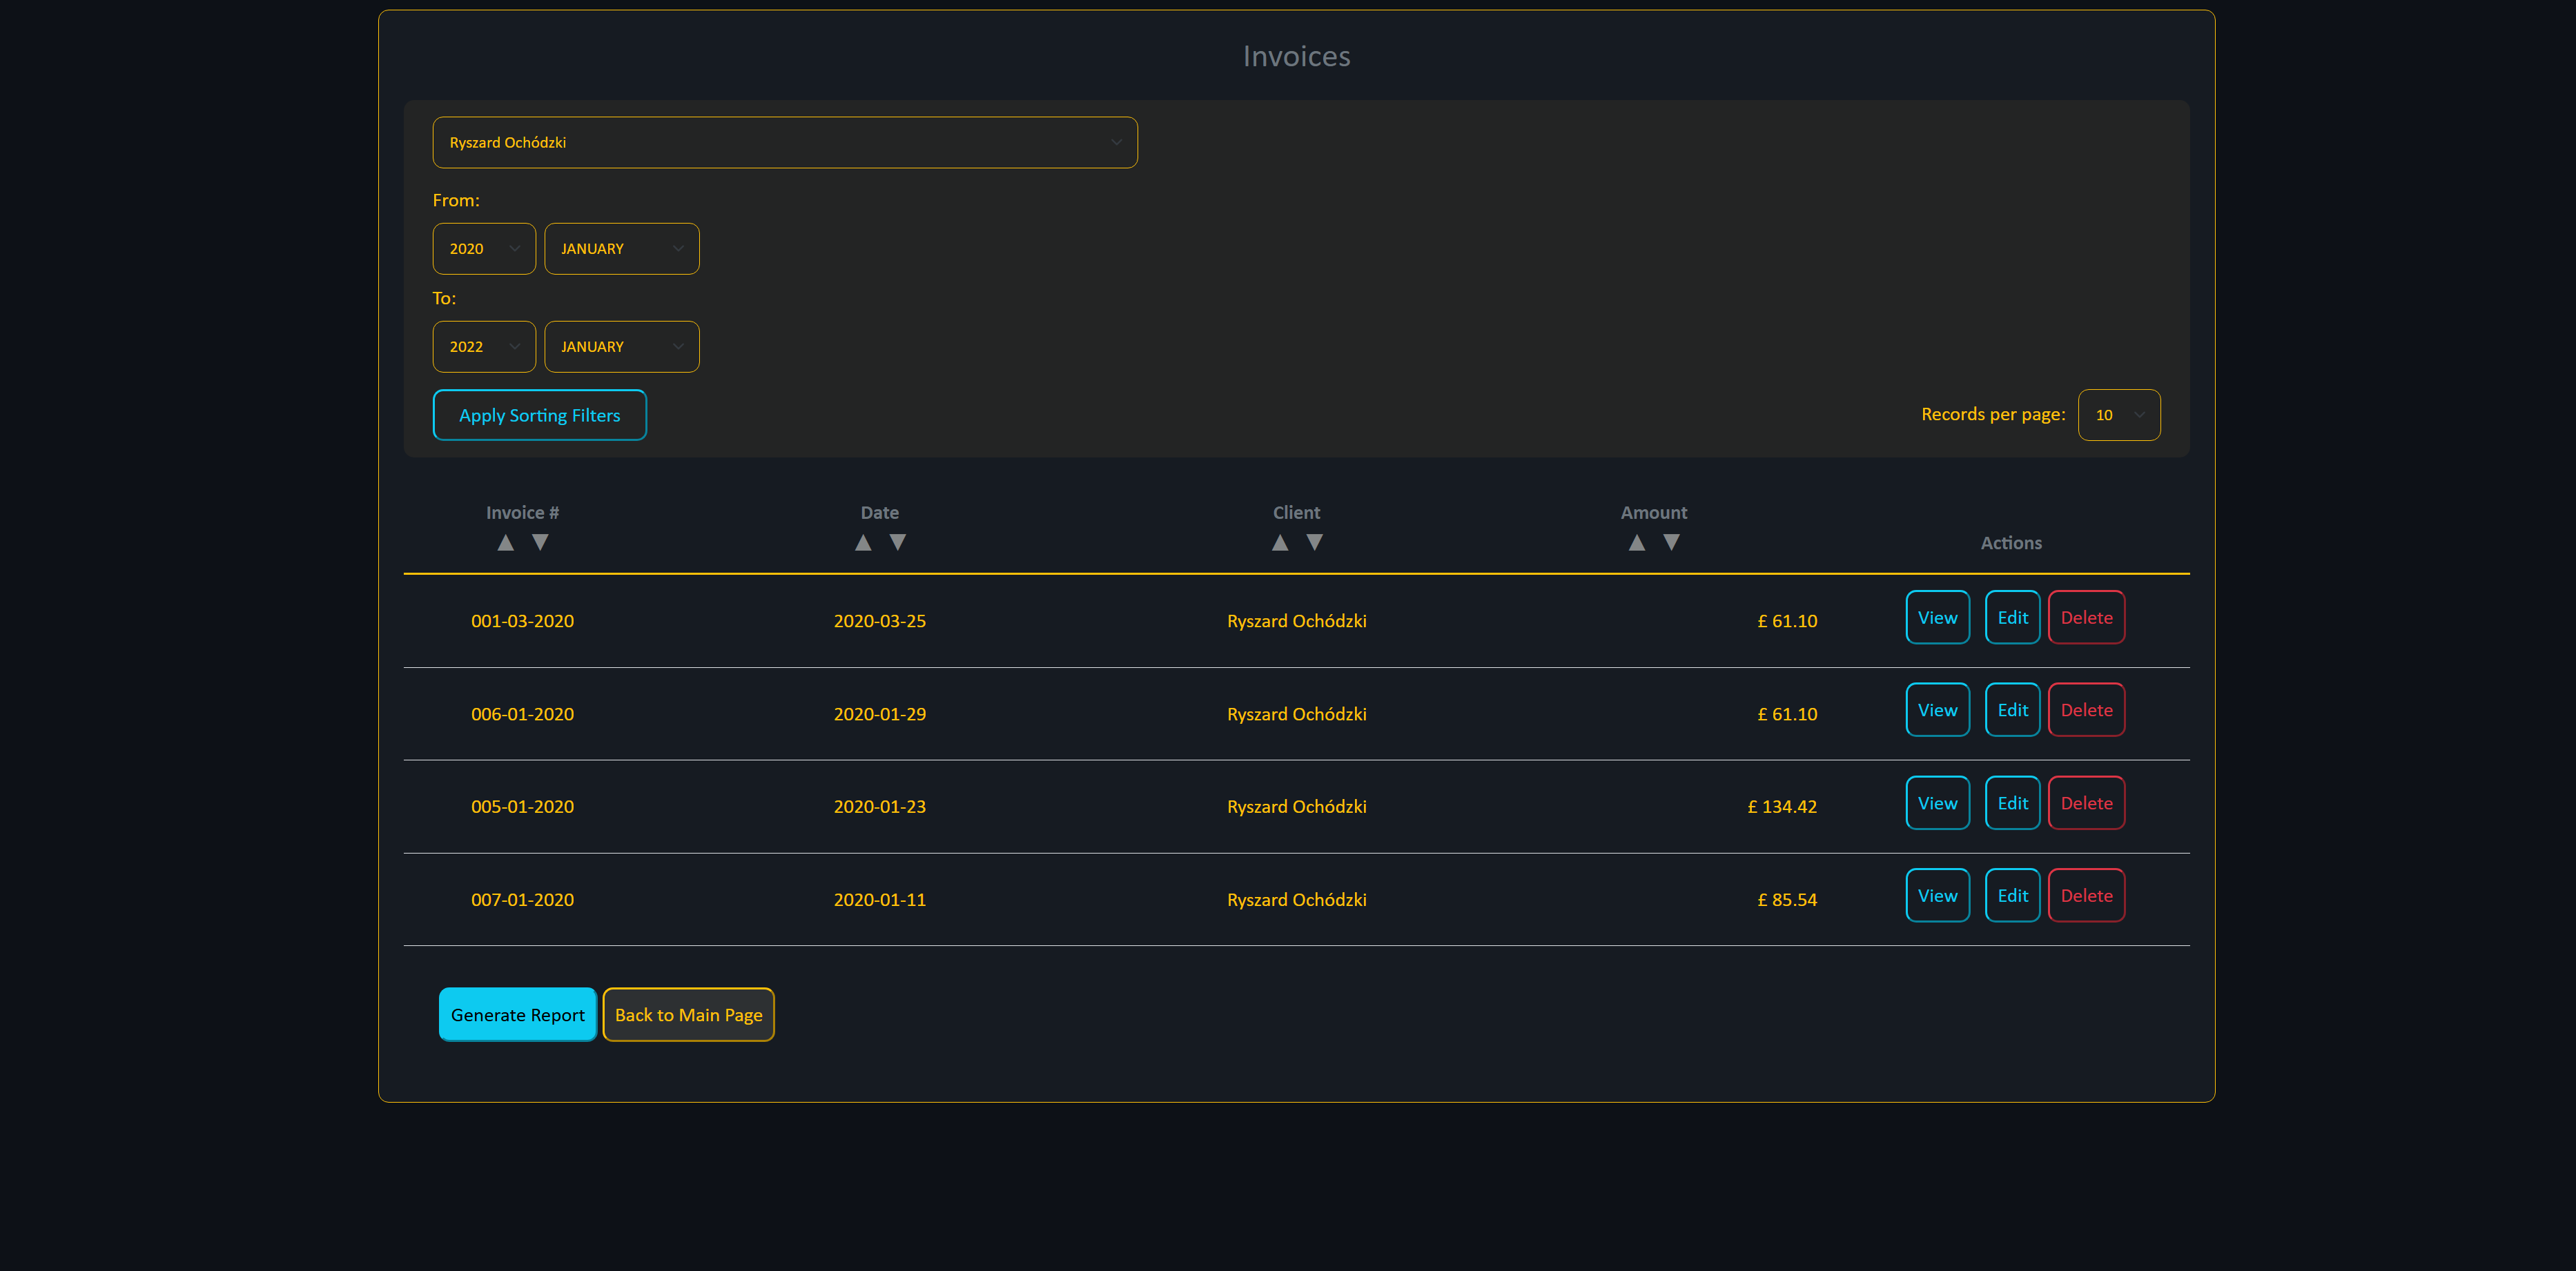 Invoices
Ryszard Ochódzki
From:
2020 JANUARY
To:
2022 JANUARY
Apply Sorting Filters Records per page: 10
Invoice # Date Client Amount
▲ ▼ ▲ ▼ ▲ ▼ ▲ ▼ Actions
001-03-2020 2020-03-25 Ryszard Ochódzki £ 61.10 View Edit Delete
006-01-2020 2020-01-29 Ryszard Ochódzki £ 61.10 View Edit Delete
005-01-2020 2020-01-23 Ryszard Ochódzki £ 134.42 View Edit Delete
007-01-2020 2020-01-11 Ryszard Ochódzki £ 85.54 View Edit Delete
Generate Report Back to Main Page